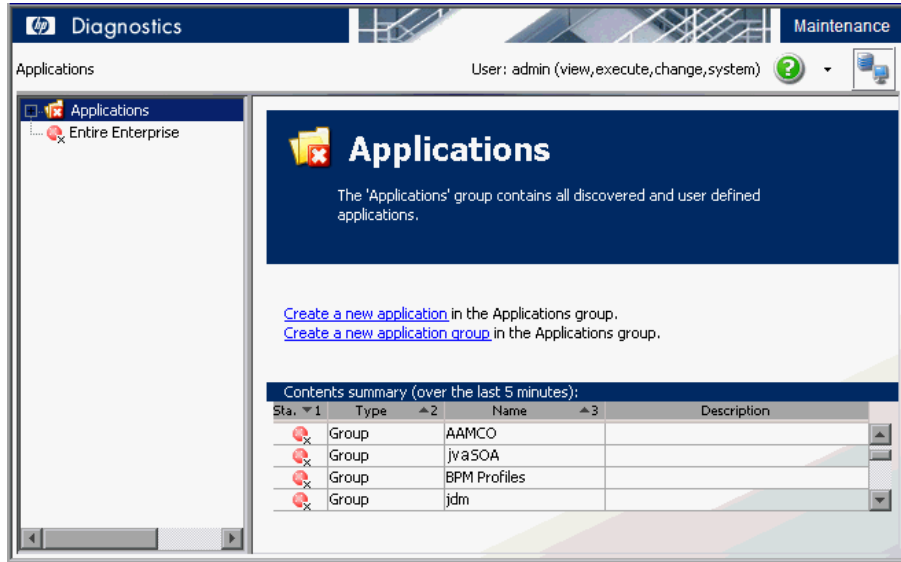 hp Diagnostics
Maintenance
Applications
User: admin (view,execute,change,system)
?
Applications
Entire Enterprise
Applications
The 'Applications' group contains all discovered and user defined
applications.
Create a new application in the Applications group.
Create a new application group in the Applications group.
Contents summary (over the last 5 minutes):
Sta. 1 Type 2 Name 3 Description
Group AAMCO
Group jvaSOA
Group BPM Profiles
Group jdm